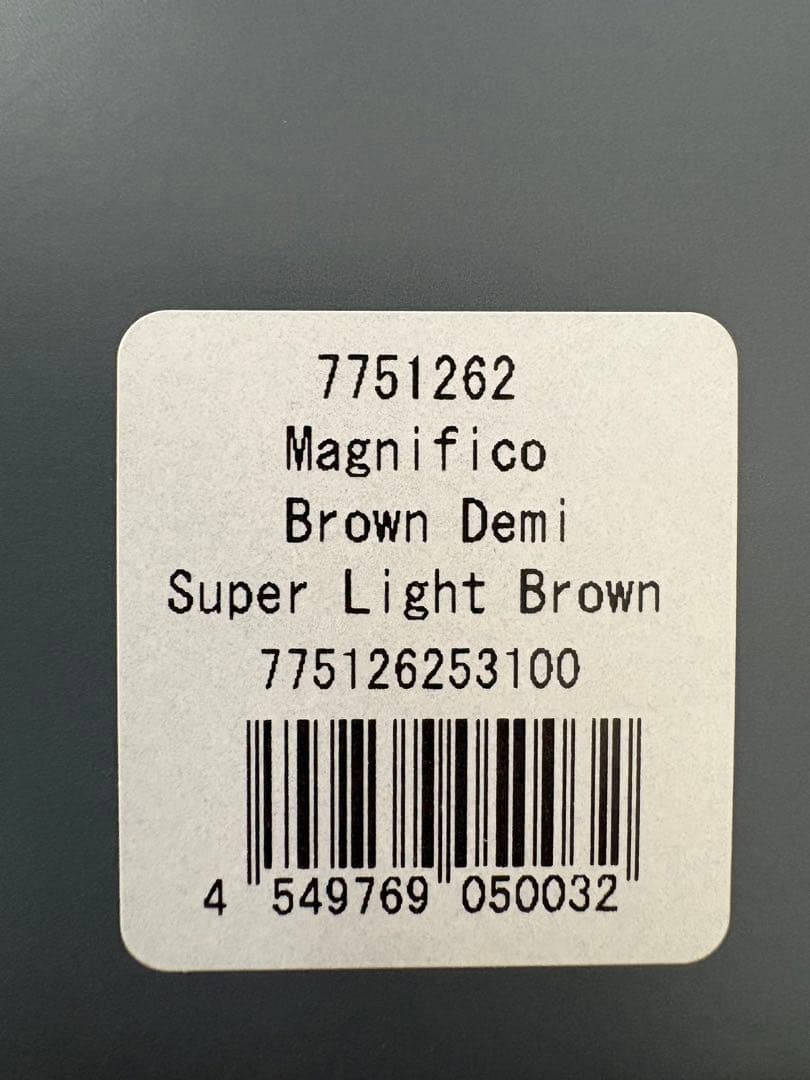 7751262
Magnifico
Brown Demi
Super Light Brown
775126253100
4 549769 050032